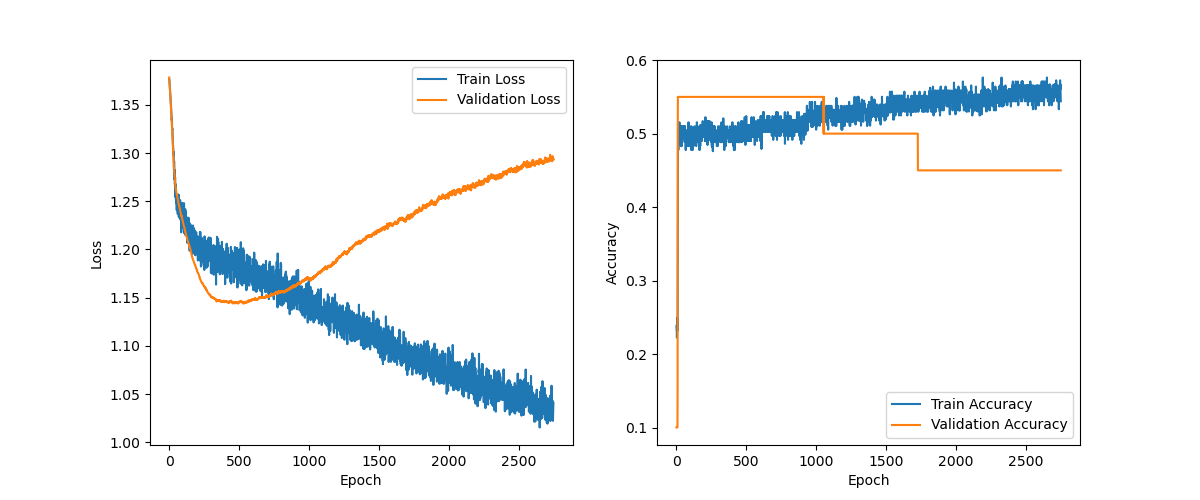 Train Loss
Validation Loss
1.35
1.30
1.25
1.20
1.15
1.10
1.05
1.00
Loss
0 500 1000 1500 2000 2500
Epoch
0.6
0.5
0.4
0.3
0.2
0.1
Accuracy
Train Accuracy
Validation Accuracy
0 500 1000 1500 2000 2500
Epoch